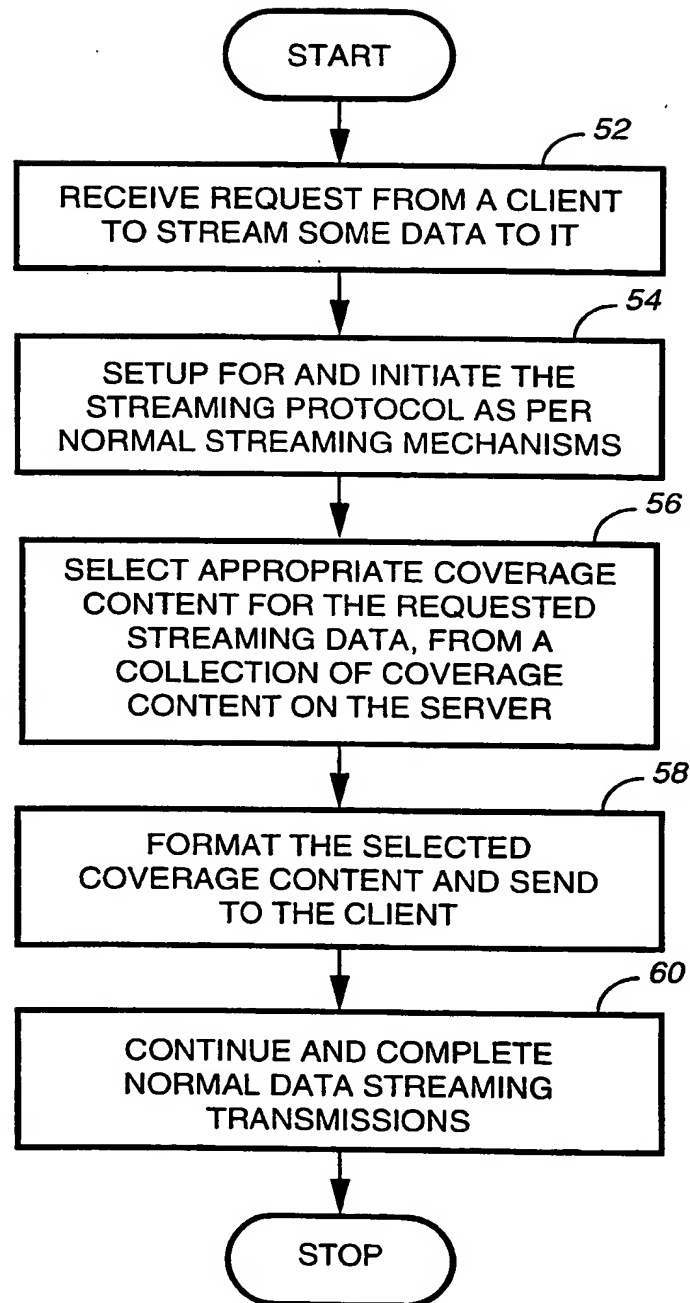 START
52
RECEIVE REQUEST FROM A CLIENT
TO STREAM SOME DATA TO IT
54
SETUP FOR AND INITIATE THE
STREAMING PROTOCOL AS PER
NORMAL STREAMING MECHANISMS
56
SELECT APPROPRIATE COVERAGE
CONTENT FOR THE REQUESTED
STREAMING DATA, FROM A
COLLECTION OF COVERAGE
CONTENT ON THE SERVER
58
FORMAT THE SELECTED
COVERAGE CONTENT AND SEND
TO THE CLIENT
60
CONTINUE AND COMPLETE
NORMAL DATA STREAMING
TRANSMISSIONS
STOP